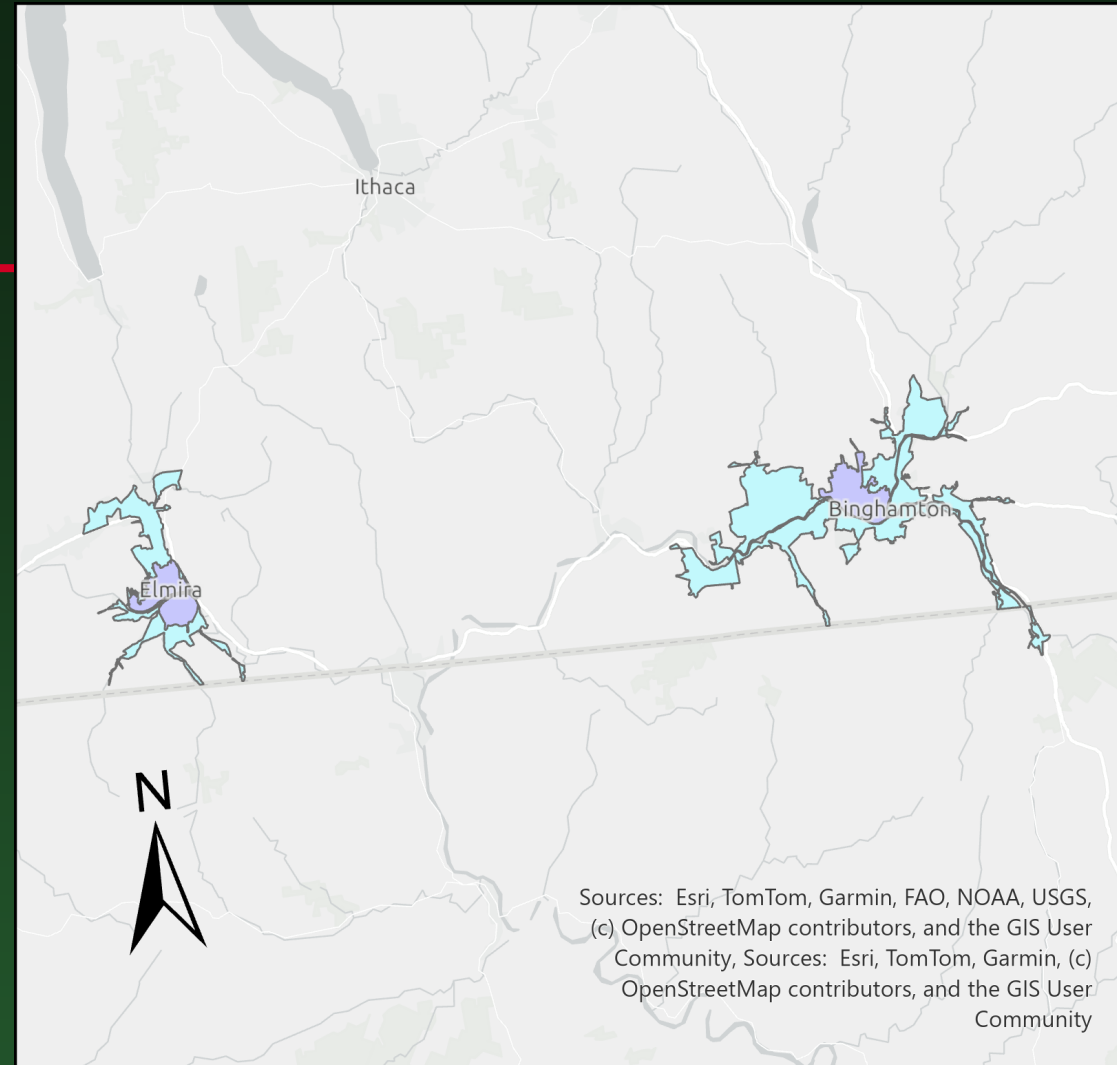 Ithaca
Binghamton
Elmira
N
Sources:  Esri, TomTom, Garmin, FAO, NOAA, USGS,
(c) OpenStreetMap contributors, and the GIS User
Community, Sources:  Esri, TomTom, Garmin, (c)
OpenStreetMap contributors, and the GIS User
Community